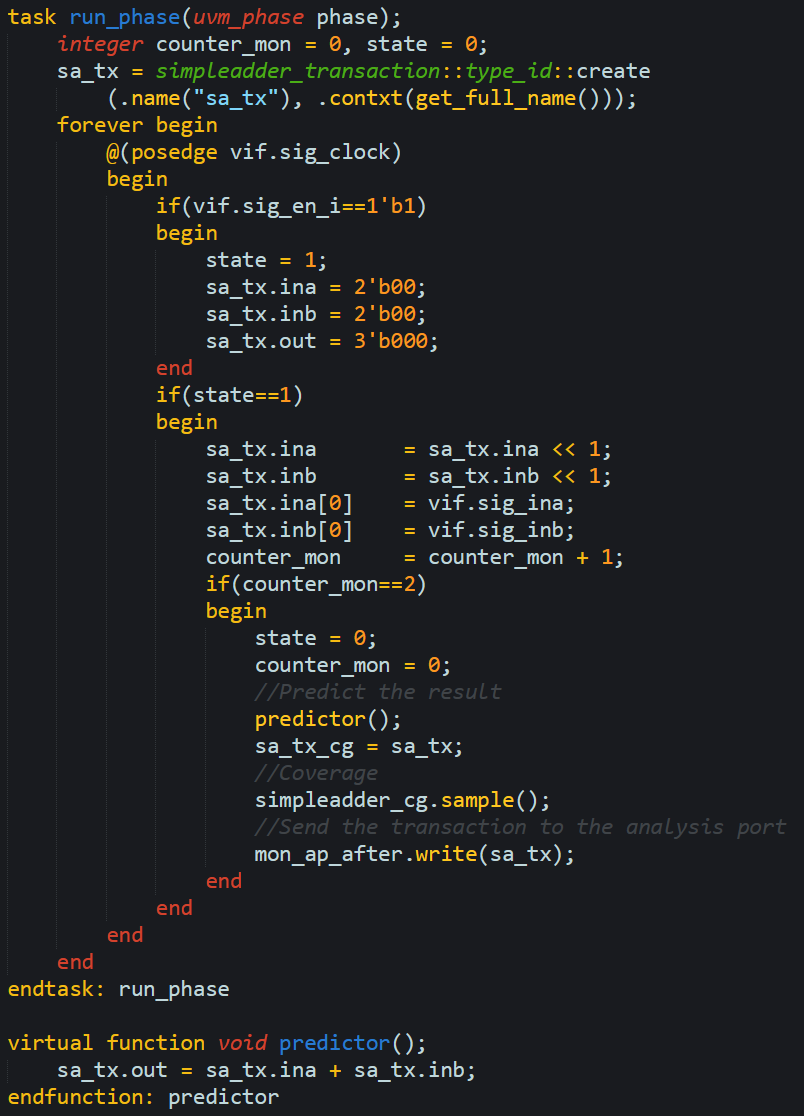 task run_phase(uvm_phase phase);
    integer counter_mon = 0, state = 0;
    sa_tx = simpleadder_transaction::type_id::create
        (.name("sa_tx"), .contxt(get_full_name()));
    forever begin
        @(posedge vif.sig_clock)
        begin
            if(vif.sig_en_i==1'b1)
            begin
                state = 1;
                sa_tx.ina = 2'b00;
                sa_tx.inb = 2'b00;
                sa_tx.out = 3'b000;
            end
            if(state==1)
            begin
                sa_tx.ina       = sa_tx.ina << 1;
                sa_tx.inb       = sa_tx.inb << 1;
                sa_tx.ina[0]    = vif.sig_ina;
                sa_tx.inb[0]    = vif.sig_inb;
                counter_mon     = counter_mon + 1;
                if(counter_mon==2)
                begin
                    state = 0;
                    counter_mon = 0;
                    //Predict the result
                    predictor();
                    sa_tx_cg = sa_tx;
                    //Coverage
                    simpleadder_cg.sample();
                    //Send the transaction to the analysis port
                    mon_ap_after.write(sa_tx);
                end
            end
        end
    end
endtask: run_phase

virtual function void predictor();
    sa_tx.out = sa_tx.ina + sa_tx.inb;
endfunction: predictor